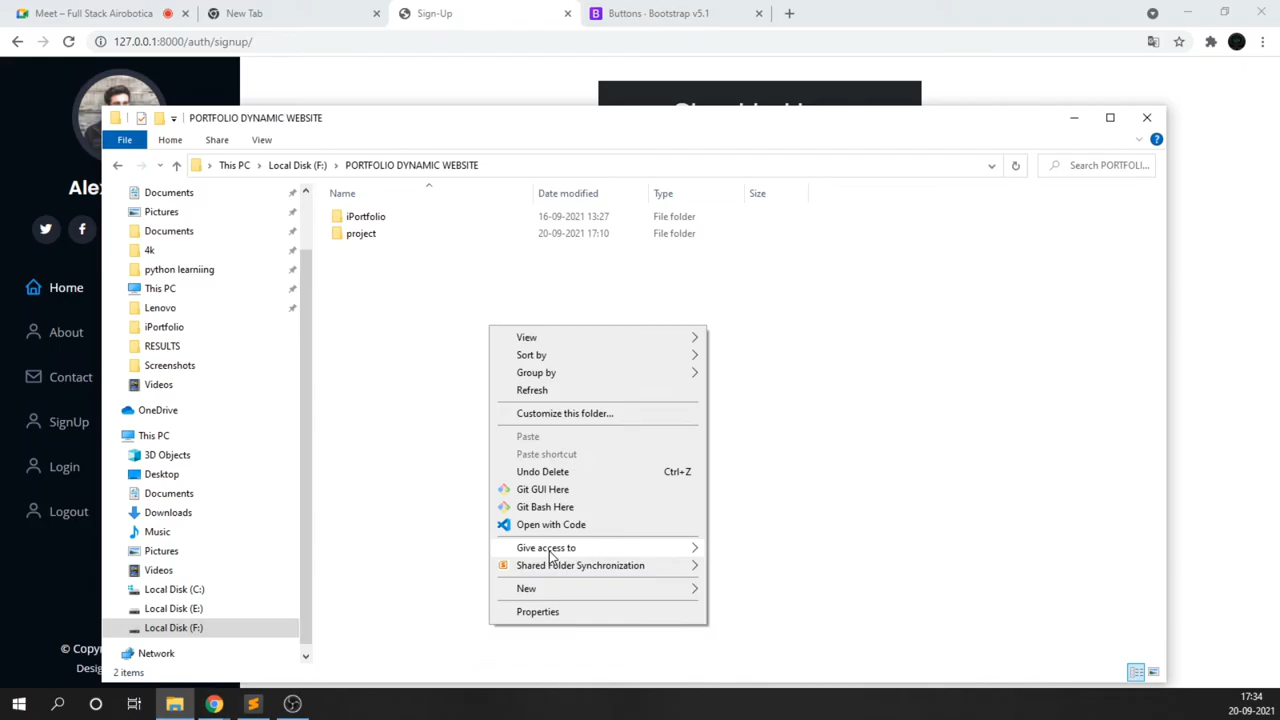 Meet – Full Stack Airobotica
New Tab
Sign-Up
Buttons · Bootstrap v5.1
127.0.0.1:8000/auth/signup/
PORTFOLIO DYNAMIC WEBSITE
File
Home
Share
View
This PC
Local Disk (F:)
PORTFOLIO DYNAMIC WEBSITE
Search PORTFOLI...
Name
Date modified
Type
Size
iPortfolio
16-09-2021 13:27
File folder
project
20-09-2021 17:10
File folder
Documents
Pictures
Documents
4k
python learniing
This PC
Lenovo
iPortfolio
RESULTS
Screenshots
Videos
OneDrive
This PC
3D Objects
Desktop
Documents
Downloads
Music
Pictures
Videos
Local Disk (C:)
Local Disk (E:)
Local Disk (F:)
Network
2 items
View
Sort by
Group by
Refresh
Customize this folder...
Paste
Paste shortcut
Undo Delete Ctrl+Z
Git GUI Here
Git Bash Here
Open with Code
Give access to
Shared Folder Synchronization
New
Properties
Home
About
Contact
SignUp
Login
Logout
17:34
20-09-2021